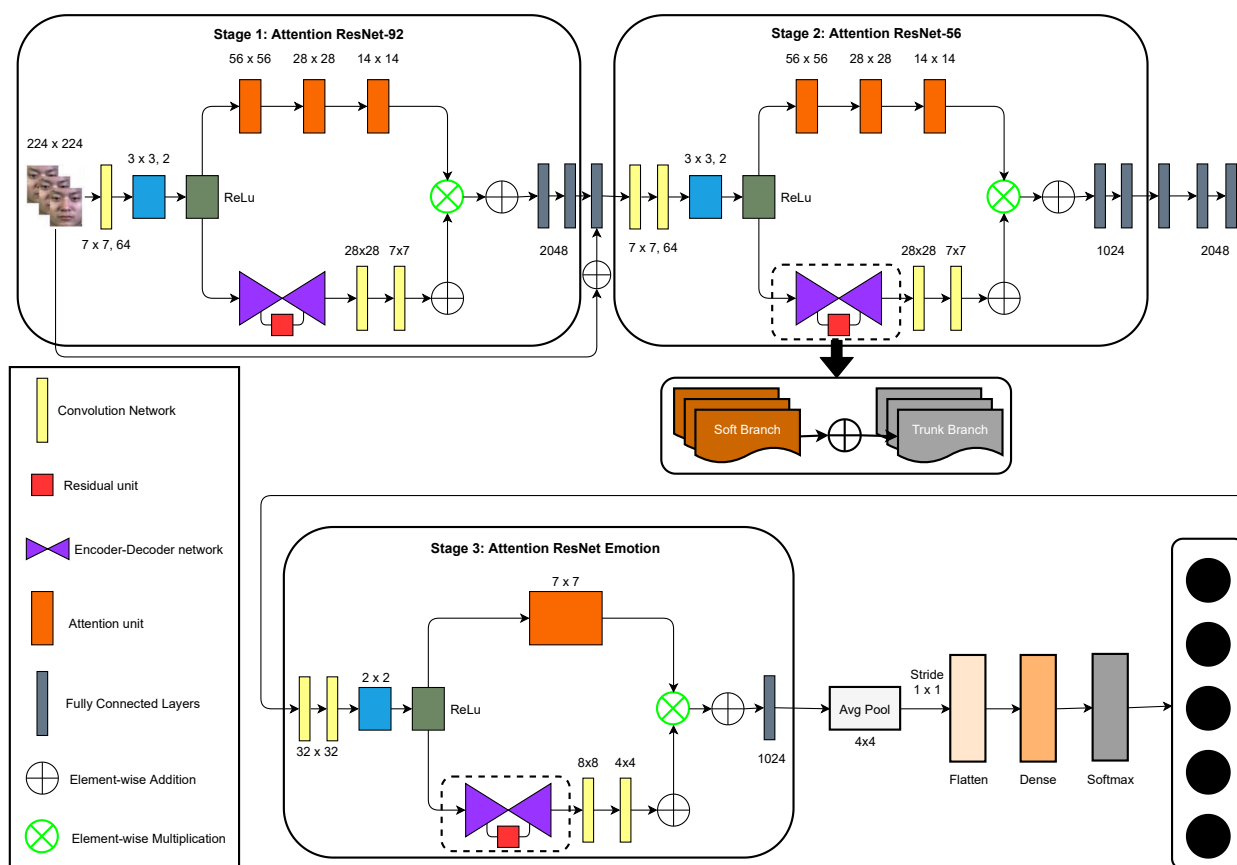 Stage 1: Attention ResNet-92
56 x 56
28 x 28
14 x 14
224 x 224
3 x 3, 2
ReLu
7 x 7, 64
28x28
7x7
2048
Stage 2: Attention ResNet-56
56 x 56
28 x 28
14 x 14
3 x 3, 2
ReLu
7 x 7, 64
28x28
7x7
1024
2048
Soft Branch
Trunk Branch
Convolution Network
Residual unit
Encoder-Decoder network
Attention unit
Fully Connected Layers
Element-wise Addition
Element-wise Multiplication
Stage 3: Attention ResNet Emotion
7 x 7
2 x 2
ReLu
32 x 32
8x8
4x4
1024
Avg Pool
4x4
Stride
1 x 1
Flatten
Dense
Softmax